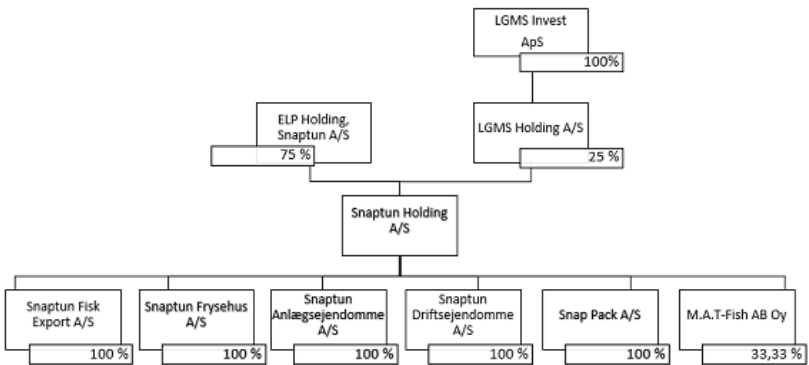 LGMS Invest
ApS
100%
ELP Holding,
Snaptun A/S
75 %
LGMS Holding A/S
25 %
Snaptun Holding
A/S
Snaptun Fisk
Export A/S
100 %
Snaptun Frysehus
A/S
100 %
Snaptun
Anlægsejendomme
A/S
100 %
Snaptun
Driftsejendomme
A/S
100 %
Snap Pack A/S
100 %
M.A.T-Fish AB Oy
33,33 %